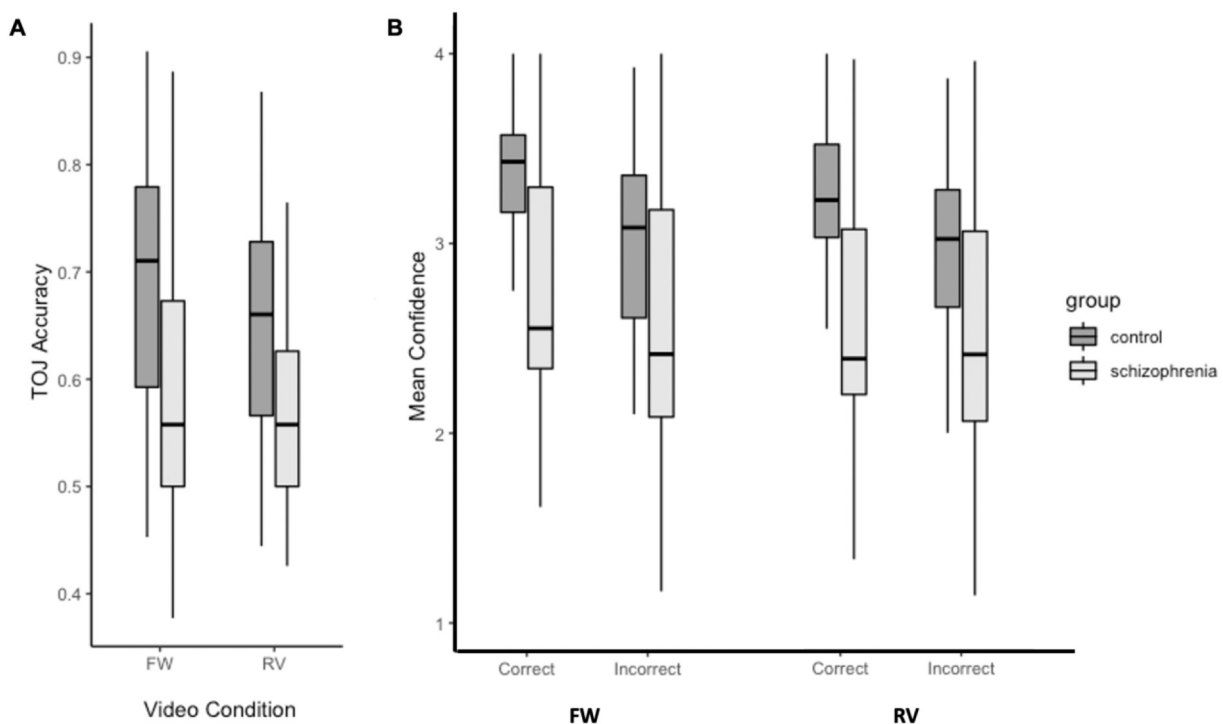 A
TOJ Accuracy
0.9
0.8
0.7
0.6
0.5
0.4
FW RV
Video Condition
B
Mean Confidence
4
3
2
1
Correct Incorrect Correct Incorrect
FW RV
group
control
schizophrenia